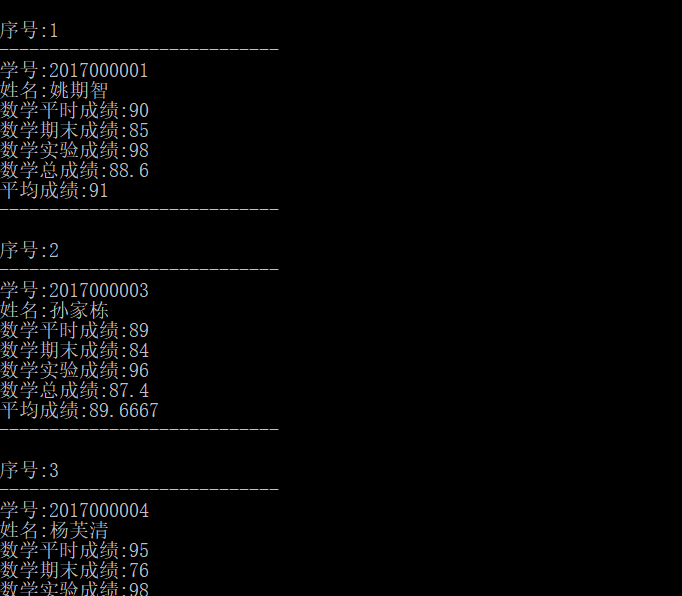 序号:1
----------------------------
学号:2017000001
姓名:姚期智
数学平时成绩:90
数学期末成绩:85
数学实验成绩:98
数学总成绩:88.6
平均成绩:91
----------------------------
序号:2
----------------------------
学号:2017000003
姓名:孙家栋
数学平时成绩:89
数学期末成绩:84
数学实验成绩:96
数学总成绩:87.4
平均成绩:89.6667
----------------------------
序号:3
----------------------------
学号:2017000004
姓名:杨芙清
数学平时成绩:95
数学期末成绩:76
数学实验成绩:98